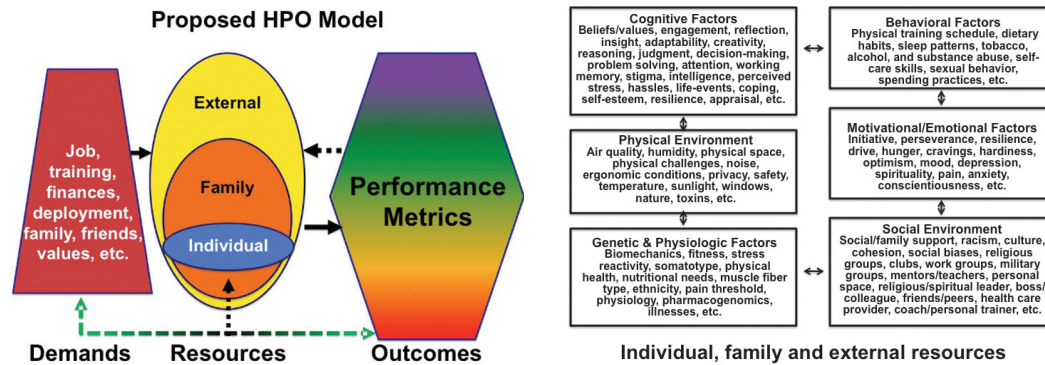 Proposed HPO Model
External
Family
Individual
Job,
training,
finances,
deployment,
family, friends,
values, etc.
Performance
Metrics
Demands
Resources
Outcomes
Cognitive Factors
Beliefs/values, engagement, reflection,
insight, adaptability, creativity,
reasoning, judgment, decision-making,
problem solving, attention, working
memory, stigma, intelligence, perceived
stress, hassles, life-events, coping,
self-esteem, resilience, appraisal, etc.
Behavioral Factors
Physical training schedule, dietary
habits, sleep patterns, tobacco,
alcohol, and substance abuse, self-
care skills, sexual behavior,
spending practices, etc.
Physical Environment
Air quality, humidity, physical space,
physical challenges, noise,
ergonomic conditions, privacy, safety,
temperature, sunlight, windows,
nature, toxins, etc.
Motivational/Emotional Factors
Initiative, perseverance, resilience,
drive, hunger, cravings, hardiness,
optimism, mood, depression,
spirituality, pain, anxiety,
conscientiousness, etc.
Genetic & Physiologic Factors
Biomechanics, fitness, stress
reactivity, somatotype, physical
health, nutritional needs, muscle fiber
type, ethnicity, pain threshold,
physiology, pharmacogenomics,
illnesses, etc.
Social Environment
Social/family support, racism, culture,
cohesion, social biases, religious
groups, clubs, work groups, military
groups, mentors/teachers, personal
space, religious/spiritual leader, boss/
colleague, friends/peers, health care
provider, coach/personal trainer, etc.
Individual, family and external resources